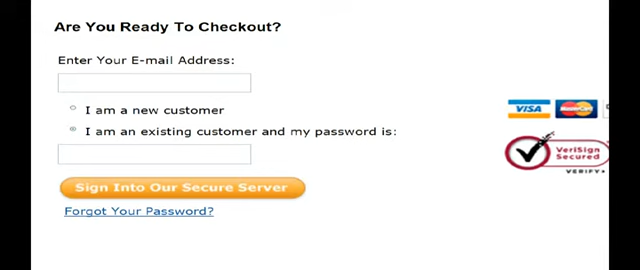 Are You Ready To Checkout?
Enter Your E-mail Address:
I am a new customer
I am an existing customer and my password is:
Sign Into Our Secure Server
Forgot Your Password?
VISA
MasterCard
VeriSign
Secured
VERIFY